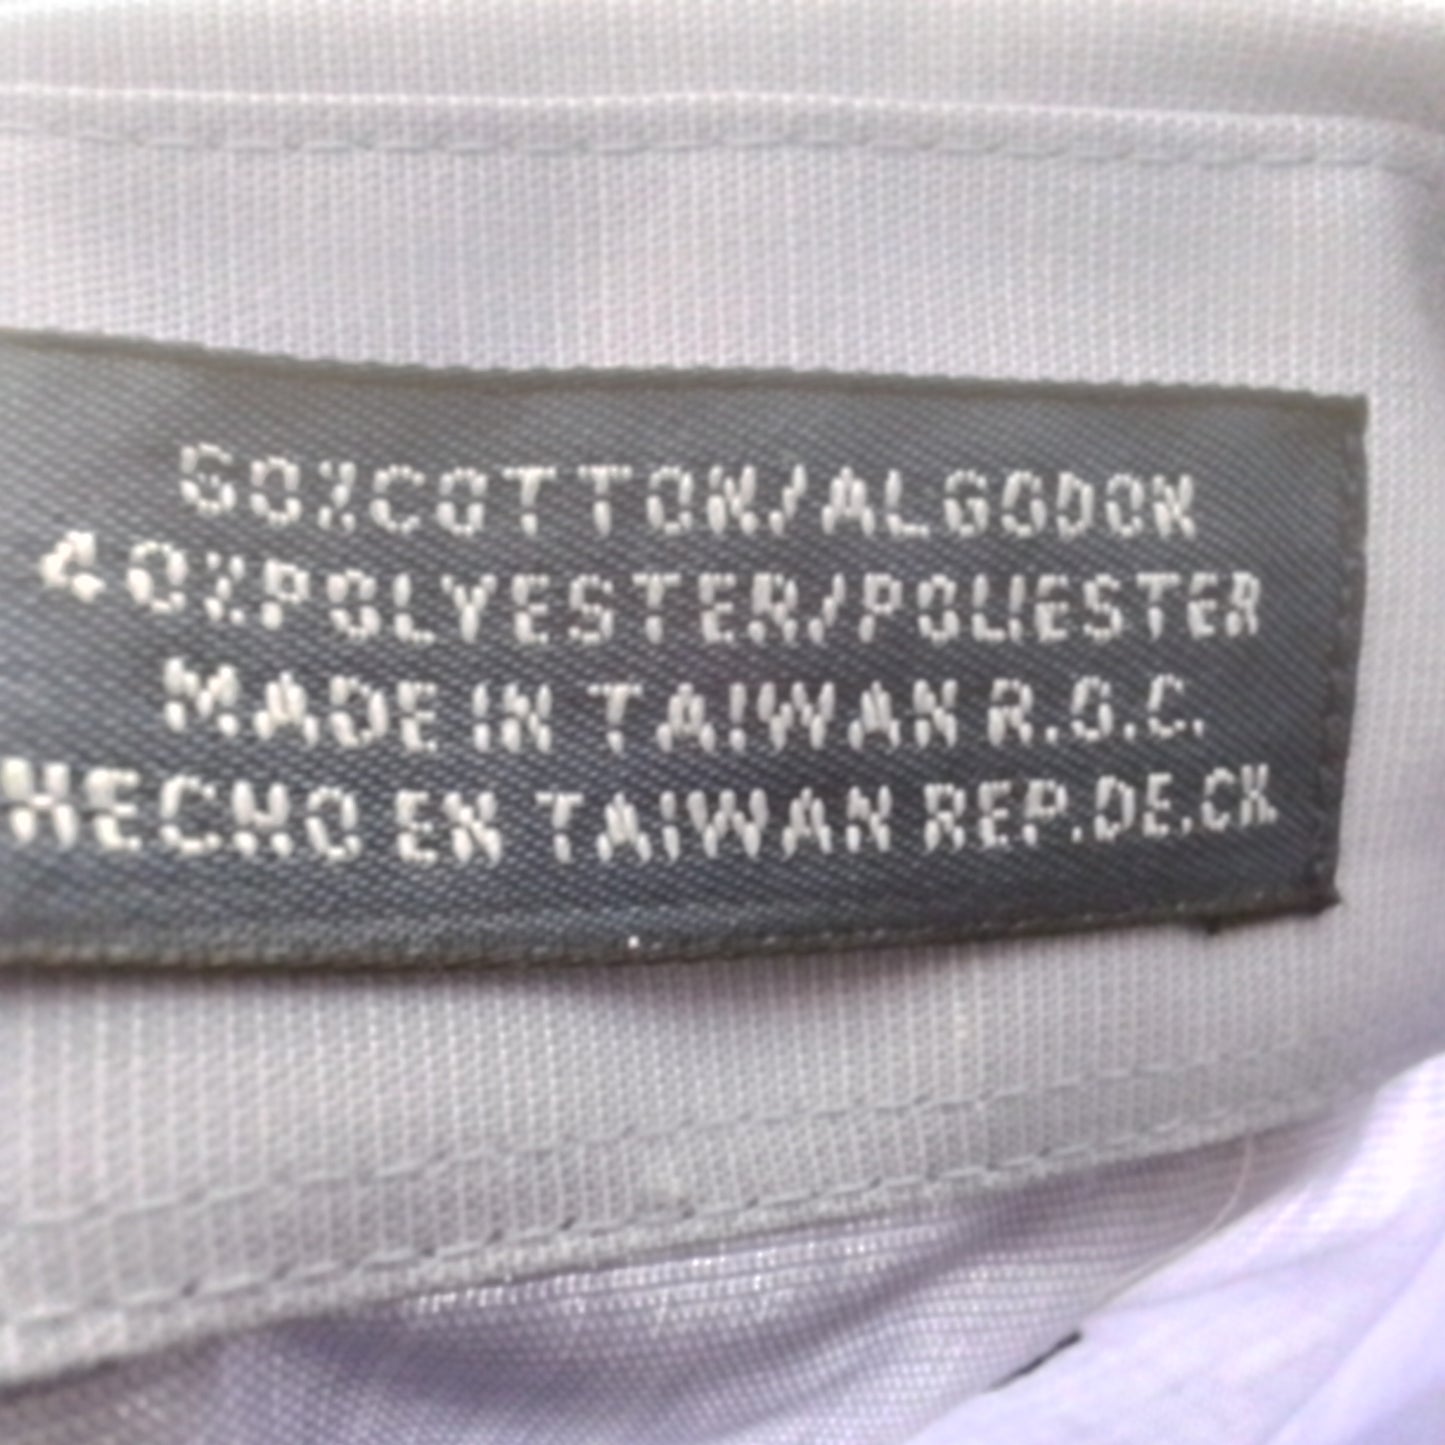 60%COTTON/ALGODON
40%POLYESTER/POLIESTER
MADE IN TAIWAN R.O.C.
HECHO EN TAIWAN REP.DE.CH.